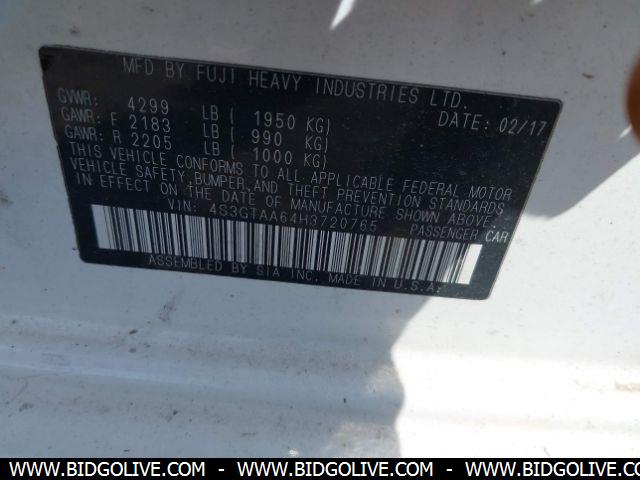 MFD BY FUJI HEAVY INDUSTRIES LTD.
GVWR: 4299 LB ( 1950 KG) DATE: 02/17
GAWR: F 2183 LB ( 990 KG)
GAWR: R 2205 LB ( 1000 KG)
THIS VEHICLE CONFORMS TO ALL APPLICABLE FEDERAL MOTOR
VEHICLE SAFETY, BUMPER, AND THEFT PREVENTION STANDARDS
IN EFFECT ON THE DATE OF MANUFACTURE SHOWN ABOVE.
VIN: 4S3GTAA64H3720765 PASSENGER CAR
ASSEMBLED BY SIA INC, MADE IN U.S.A.
WWW.BIDGOLIVE.COM - WWW.BIDGOLIVE.COM - WWW.BIDGOLIVE.COM